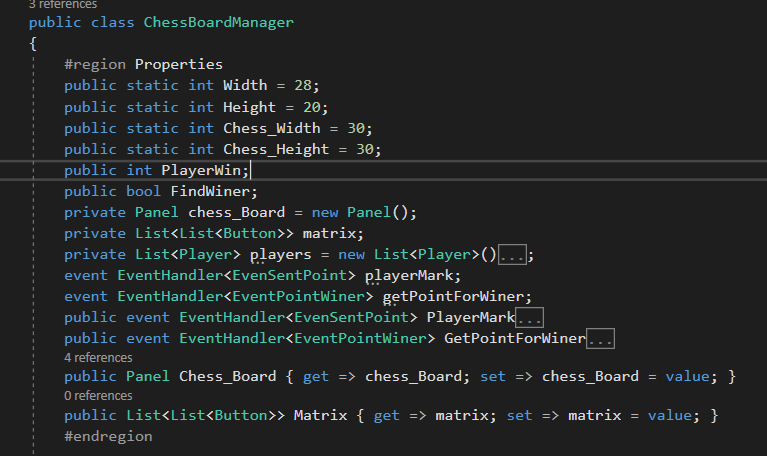 3 references
public class ChessBoardManager
{
#region Properties
public static int Width = 28;
public static int Height = 20;
public static int Chess_Width = 30;
public static int Chess_Height = 30;
public int PlayerWin;
public bool FindWiner;
private Panel chess_Board = new Panel();
private List<List<Button>> matrix;
private List<Player> players = new List<Player>()...;
event EventHandler<EvenSentPoint> playerMark;
event EventHandler<EventPointWiner> getPointForWiner;
public event EventHandler<EvenSentPoint> PlayerMark...
public event EventHandler<EventPointWiner> GetPointForWiner...
4 references
public Panel Chess_Board { get => chess_Board; set => chess_Board = value; }
0 references
public List<List<Button>> Matrix { get => matrix; set => matrix = value; }
#endregion